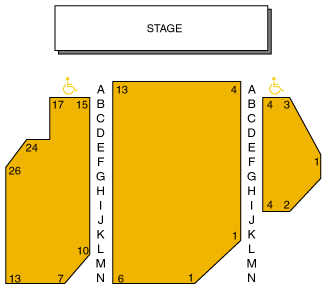 STAGE
A 13 4 A
17 15 B B 4 3
C C
D D
24 E E
F F 1
26 G G
H H
I I 4 2
J J
K 1 K
10 L L
M M
13 7 N 6 1 N